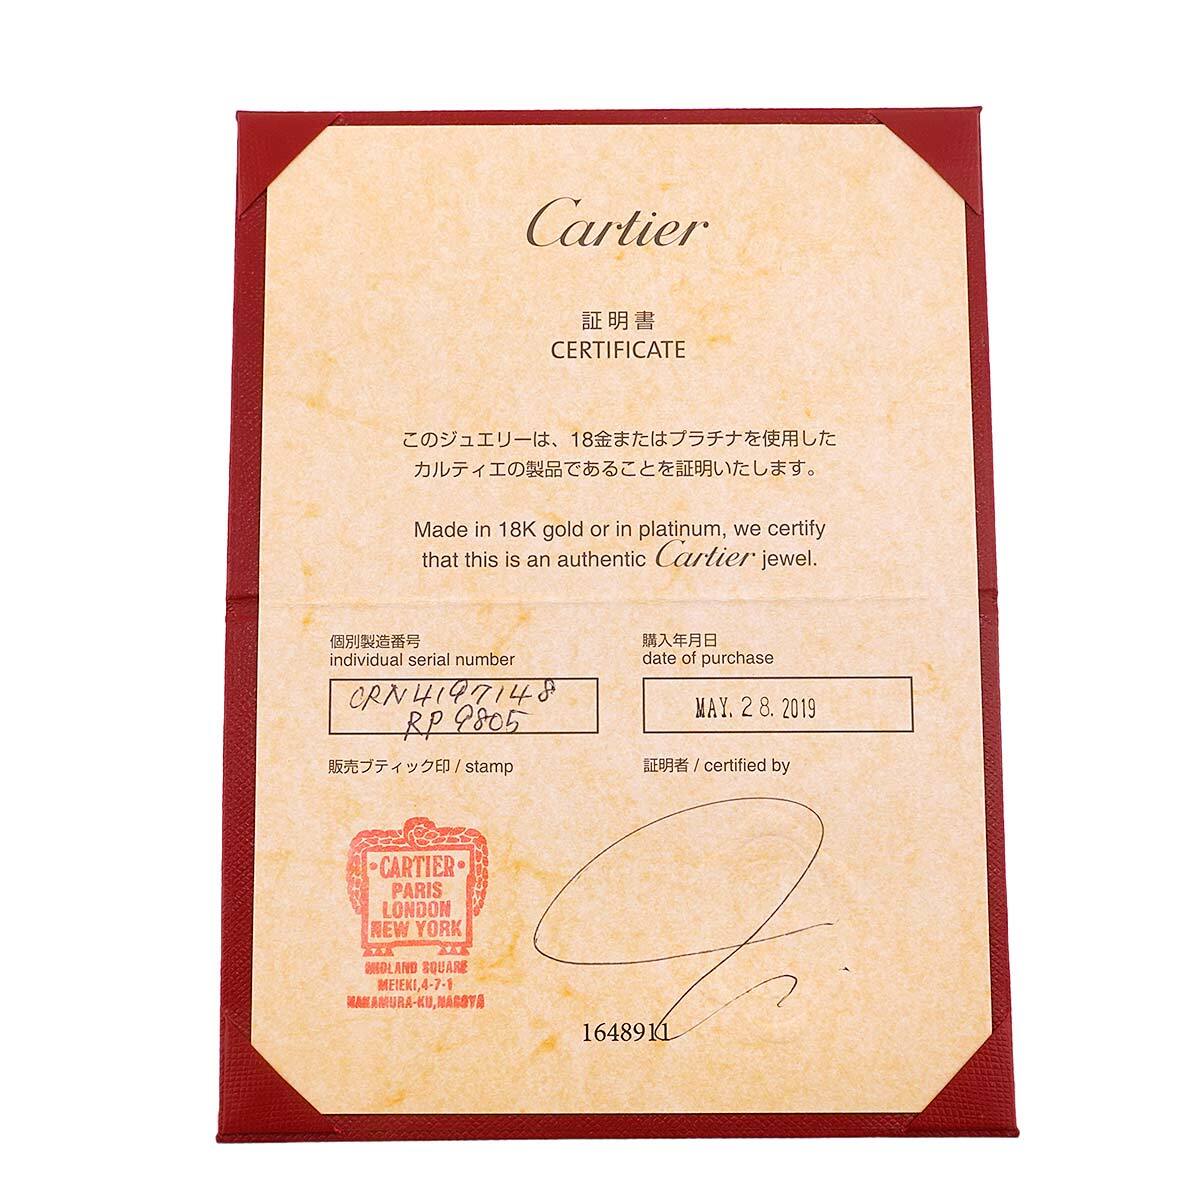 Cartier
証明書
CERTIFICATE
このジュエリーは、18金またはプラチナを使用した
カルティエの製品であることを証明いたします。
Made in 18K gold or in platinum, we certify
that this is an authentic Cartier jewel.
個別製造番号
individual serial number
CRN4197148
RP 9805
購入年月日
date of purchase
MAY. 28. 2019
販売ブティック印 / stamp
証明者 / certified by
•CARTIER•
PARIS
LONDON
NEW YORK
MIDLAND SQUARE
MEIEKI,4-7-1
NAKAMURA-KU,NAGOYA
1648911